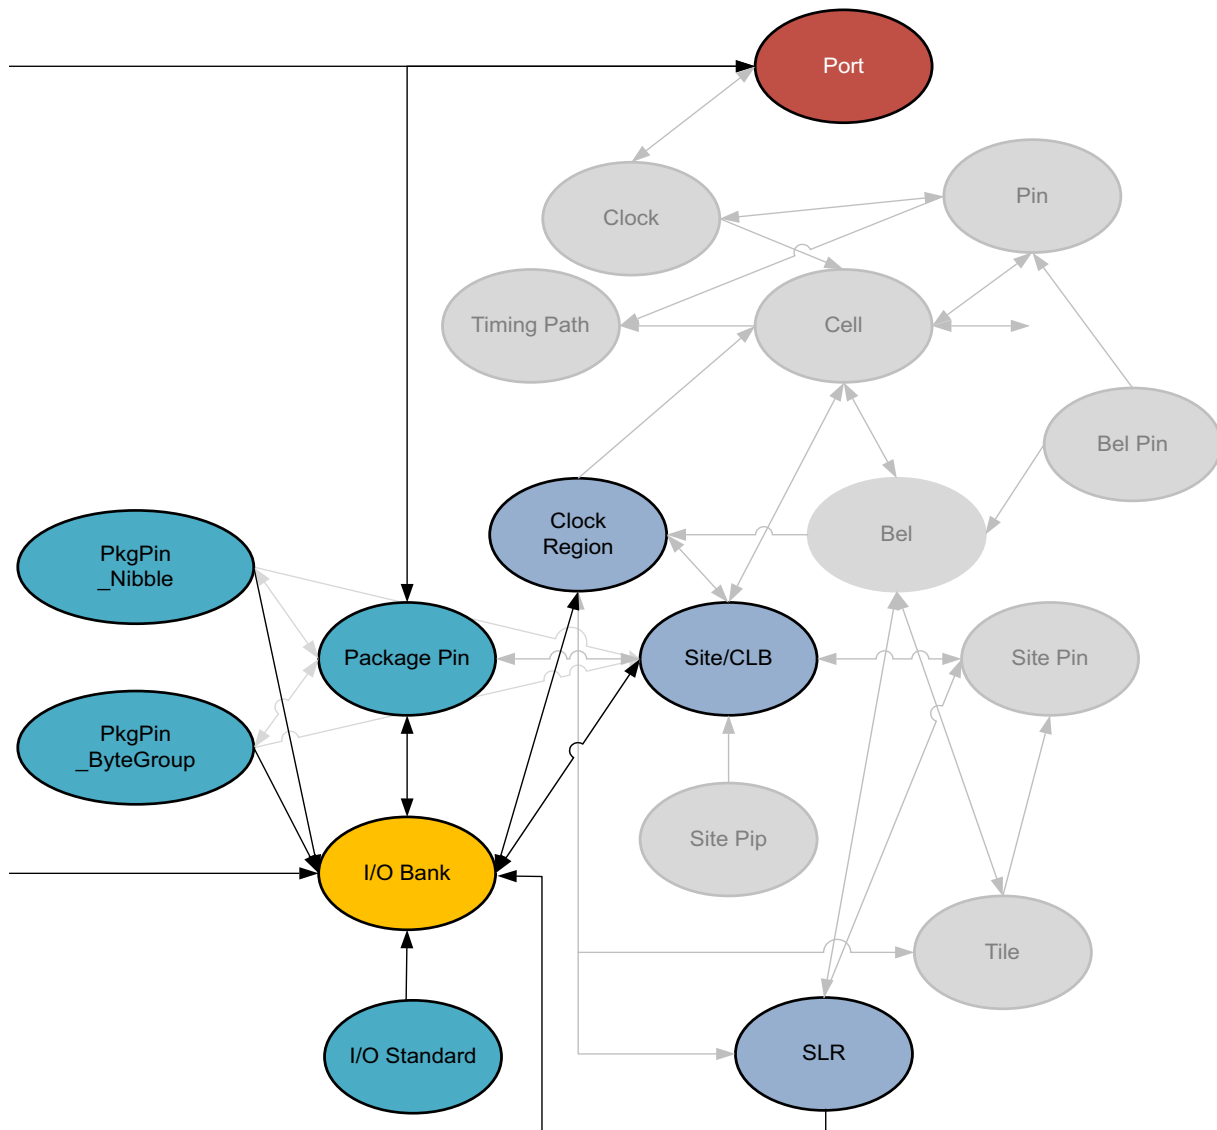 Port
Pin
Clock
Timing Path
Cell
Bel Pin
Clock
Region
Bel
PkgPin
_Nibble
Package Pin
Site/CLB
Site Pin
PkgPin
_ByteGroup
Site Pip
I/O Bank
Tile
I/O Standard
SLR